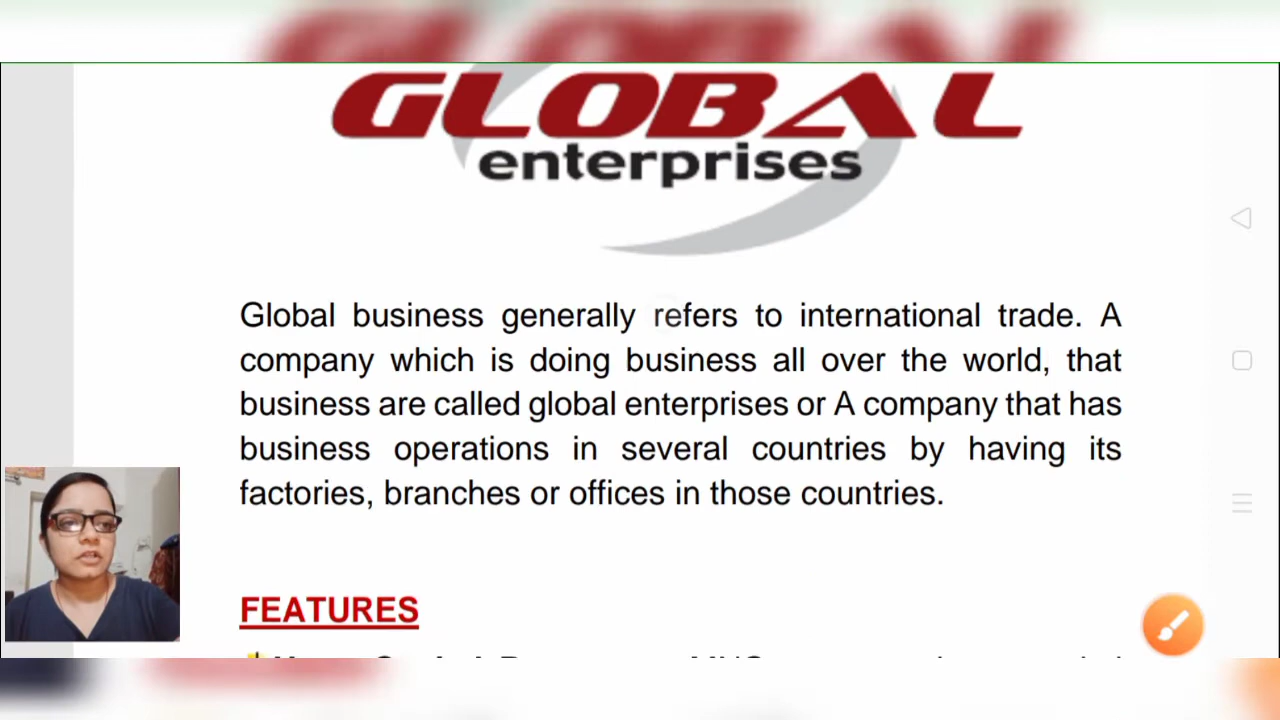 GLOBAL
enterprises
Global business generally refers to international trade. A
company which is doing business all over the world, that
business are called global enterprises or A company that has
business operations in several countries by having its
factories, branches or offices in those countries.
FEATURES